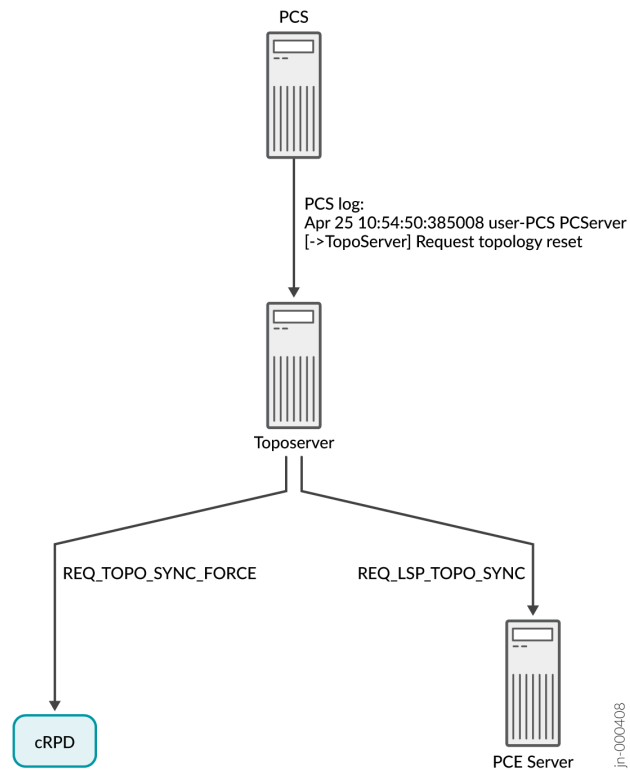 PCS
PCS log:
Apr 25 10:54:50:385008 user-PCS PCServer
[->TopoServer] Request topology reset
Toposerver
REQ_TOPO_SYNC_FORCE
REQ_LSP_TOPO_SYNC
cRPD
PCE Server
jn-000408